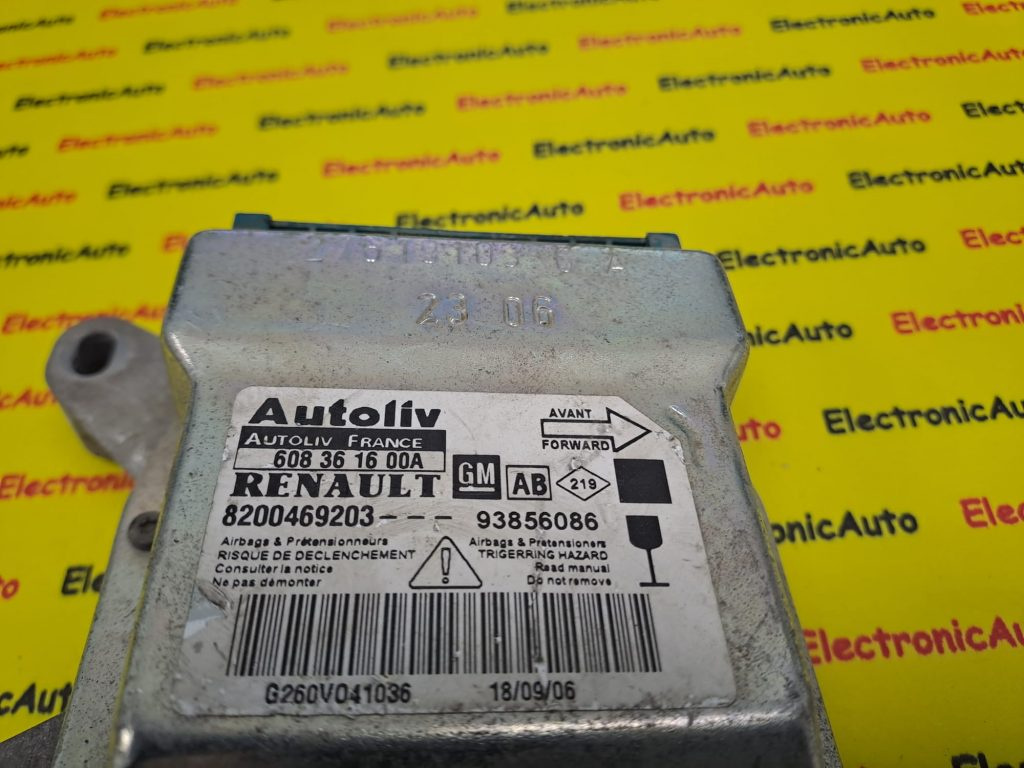 23 06
Autoliv
AUTOLIV FRANCE
608 36 16 00A
RENAULT
GM
AB
219
AVANT
FORWARD
8200469203--- 93856086
Airbags & Prétensionneurs
RISQUE DE DECLENCHEMENT
Consulter la notice
Ne pas démonter
!
Airbags & Pretensioners
TRIGERRING HAZARD
Read manual
Do not remove
G260V041036 18/09/06
ElectronicAuto